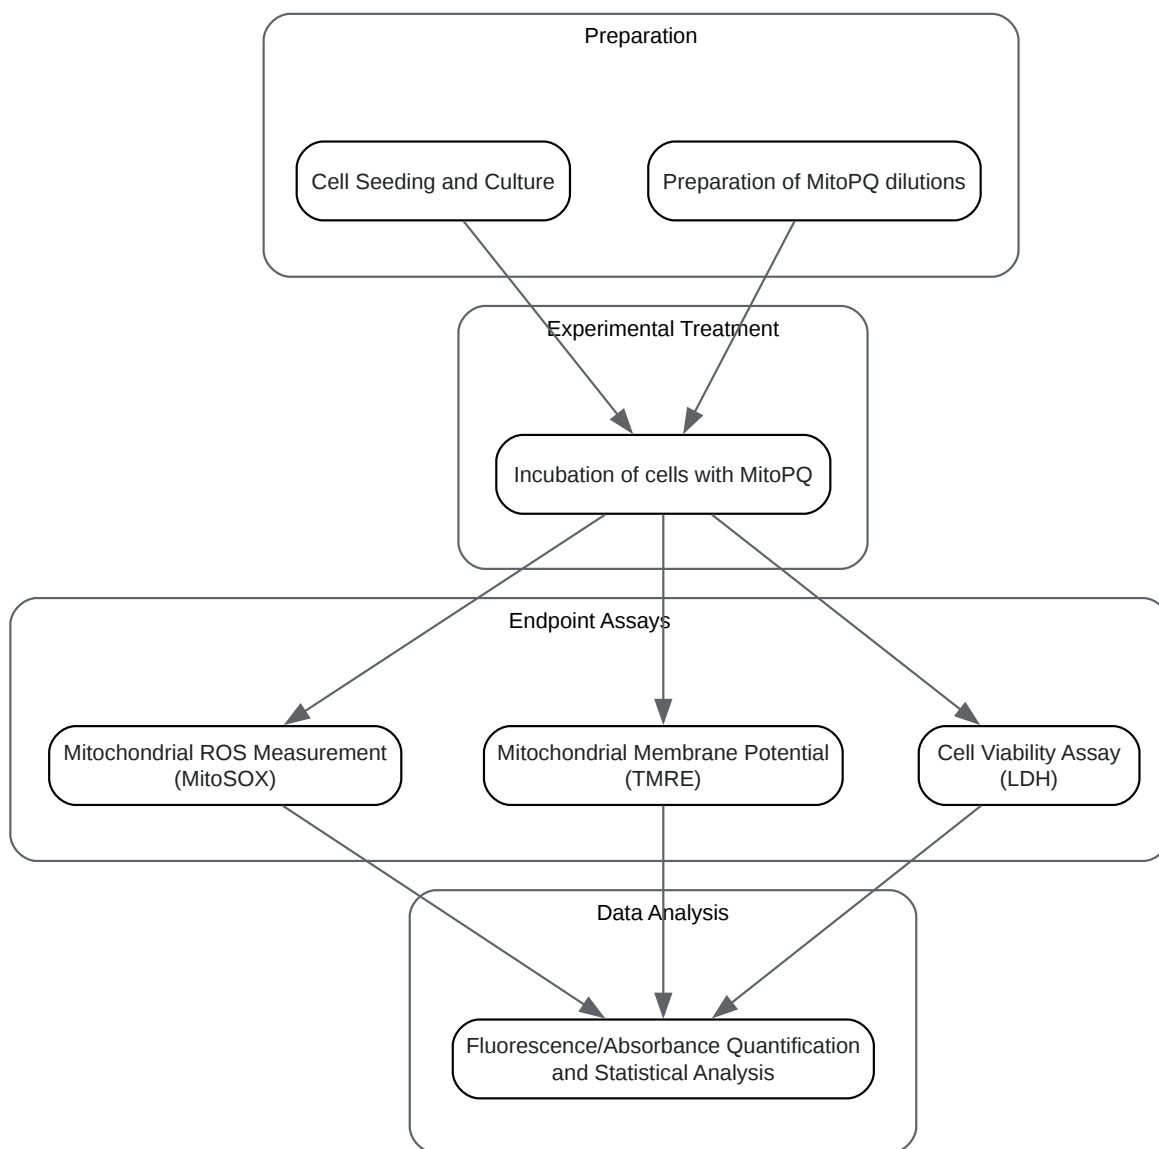 Preparation
Cell Seeding and Culture
Preparation of MitoPQ dilutions
Experimental Treatment
Incubation of cells with MitoPQ
Endpoint Assays
Mitochondrial ROS Measurement
(MitoSOX)
Mitochondrial Membrane Potential
(TMRE)
Cell Viability Assay
(LDH)
Data Analysis
Fluorescence/Absorbance Quantification
and Statistical Analysis